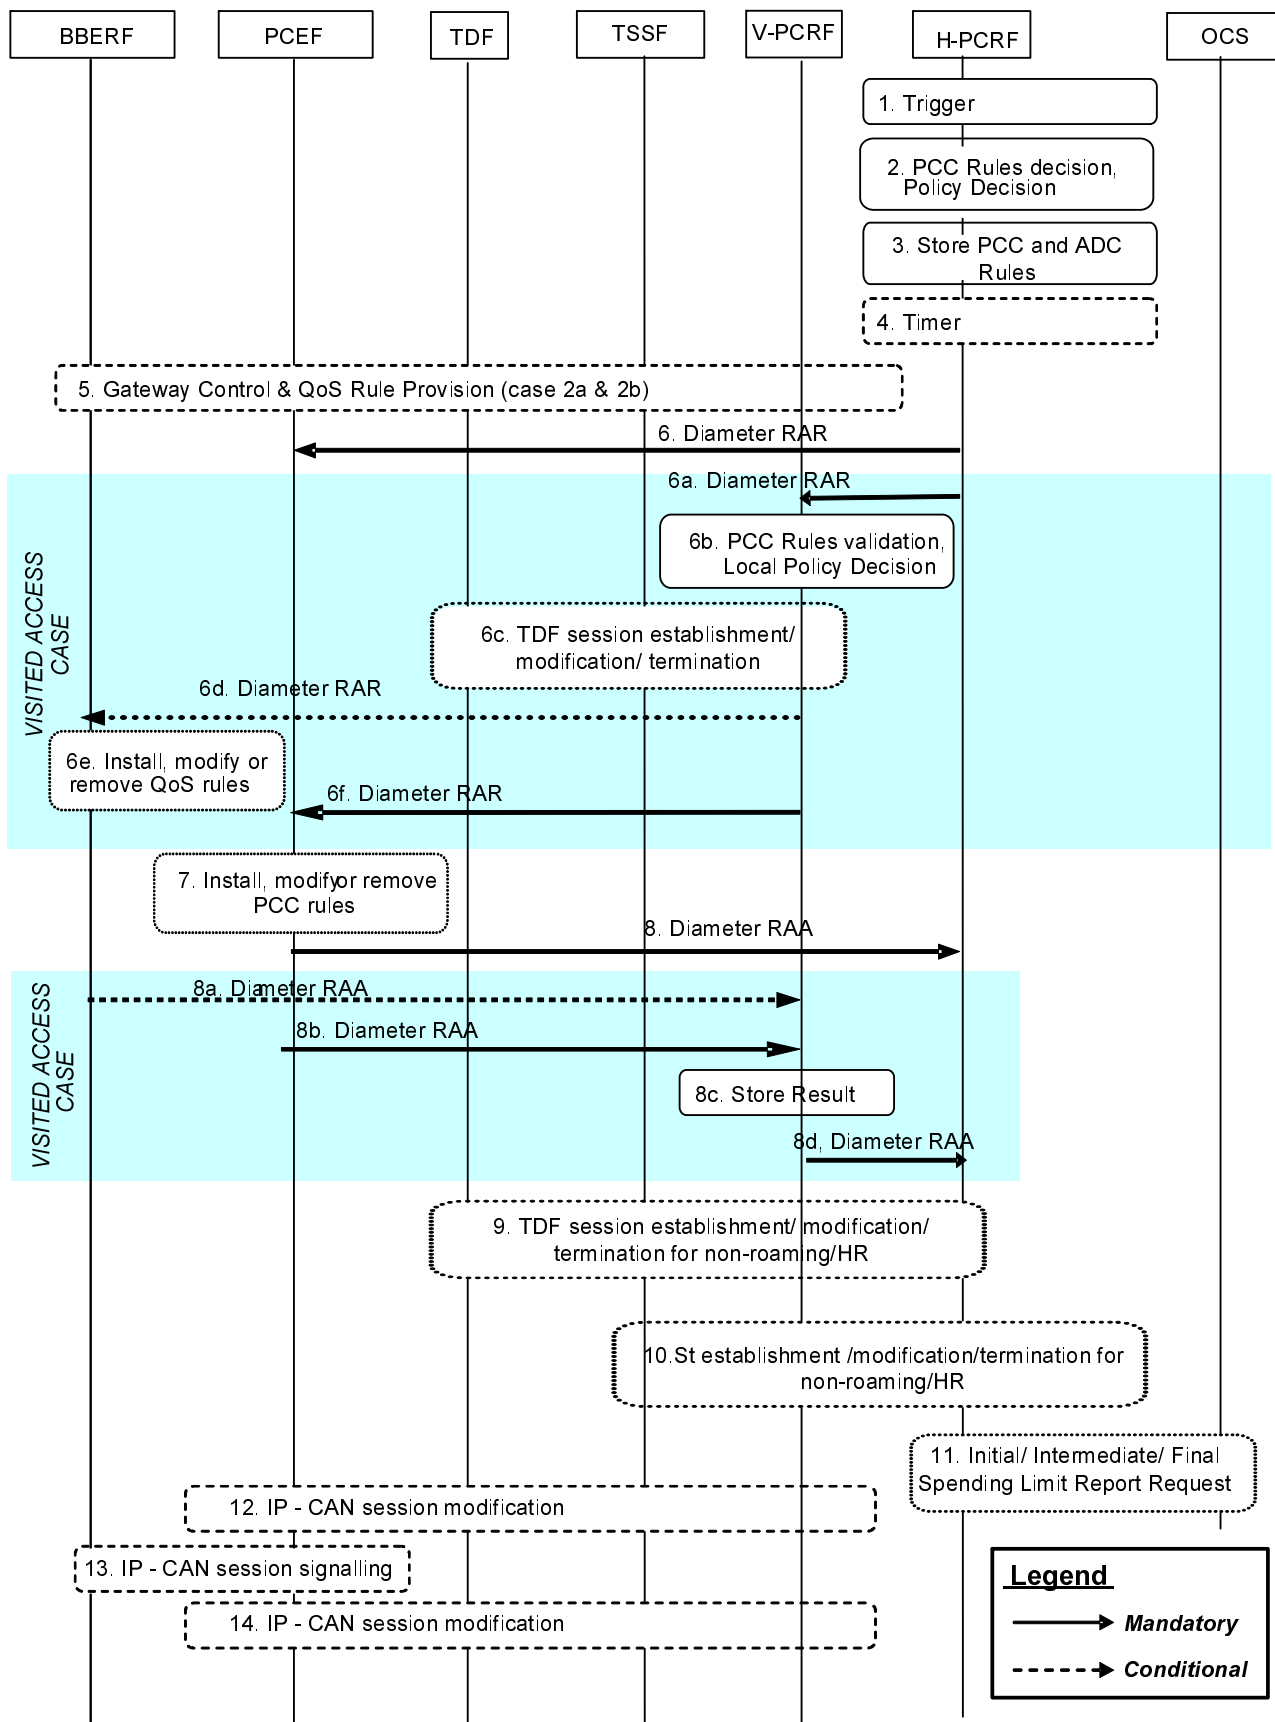 BBERF
PCEF
TDF
TSSF
V-PCRF
H-PCRF
OCS
1. Trigger
2. PCC Rules decision,
Policy Decision
3. Store PCC and ADC
Rules
4. Timer
5. Gateway Control & QoS Rule Provision (case 2a & 2b)
6. Diameter RAR
6a. Diameter RAR
6b. PCC Rules validation,
Local Policy Decision
VISITED ACCESS
CASE
6c. TDF session establishment/
modification/ termination
6d. Diameter RAR
6e. Install, modify or
remove QoS rules
6f. Diameter RAR
7. Install, modify or remove
PCC rules
8. Diameter RAA
VISITED ACCESS
CASE
8a. Diameter RAA
8b. Diameter RAA
8c. Store Result
8d, Diameter RAA
9. TDF session establishment/ modification/
termination for non-roaming/HR
10.St establishment /modification/termination for
non-roaming/HR
11. Initial/ Intermediate/ Final
Spending Limit Report Request
12. IP - CAN session modification
13. IP - CAN session signalling
14. IP - CAN session modification
Legend
Mandatory
Conditional